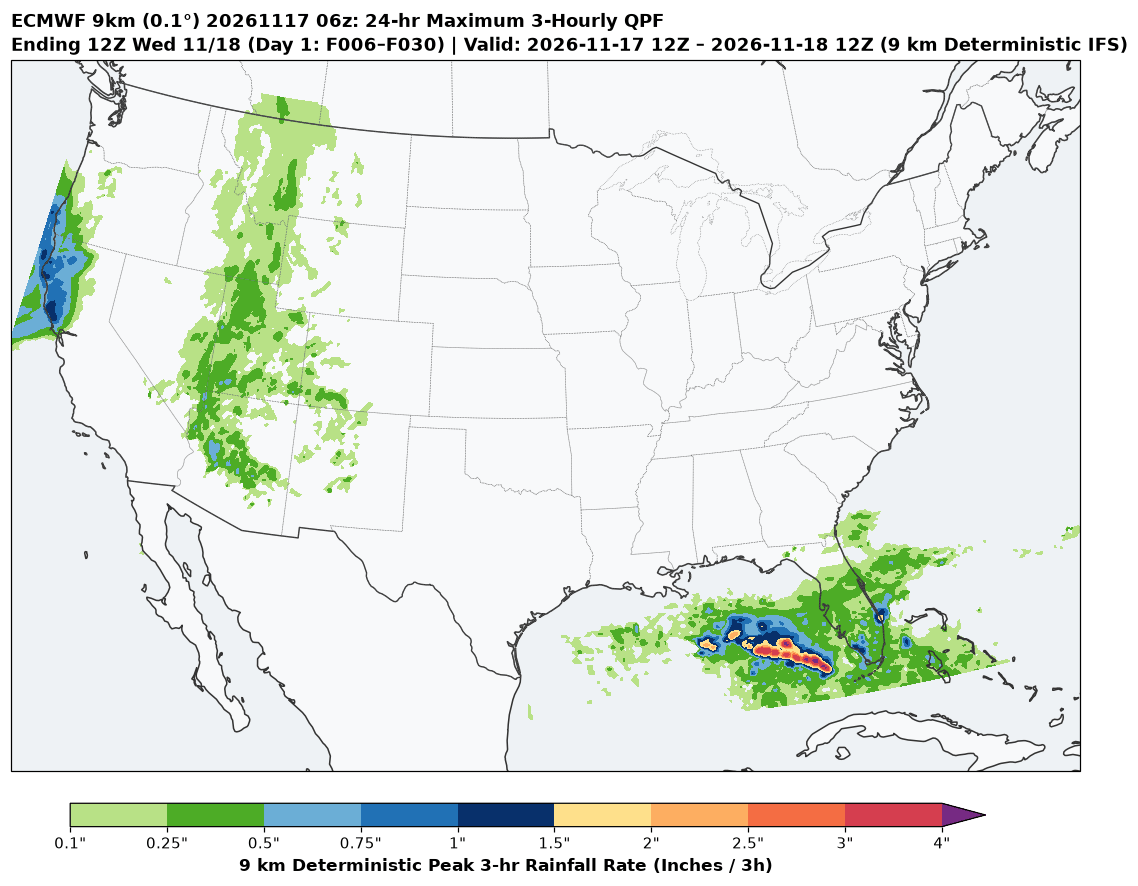 ECMWF 9km (0.1°) 20261117 06z: 24-hr Maximum 3-Hourly QPF
Ending 12Z Wed 11/18 (Day 1: F006–F030) | Valid: 2026-11-17 12Z – 2026-11-18 12Z (9 km Deterministic IFS)
0.1" 0.25" 0.5" 0.75" 1" 1.5" 2" 2.5" 3" 4"
9 km Deterministic Peak 3-hr Rainfall Rate (Inches / 3h)